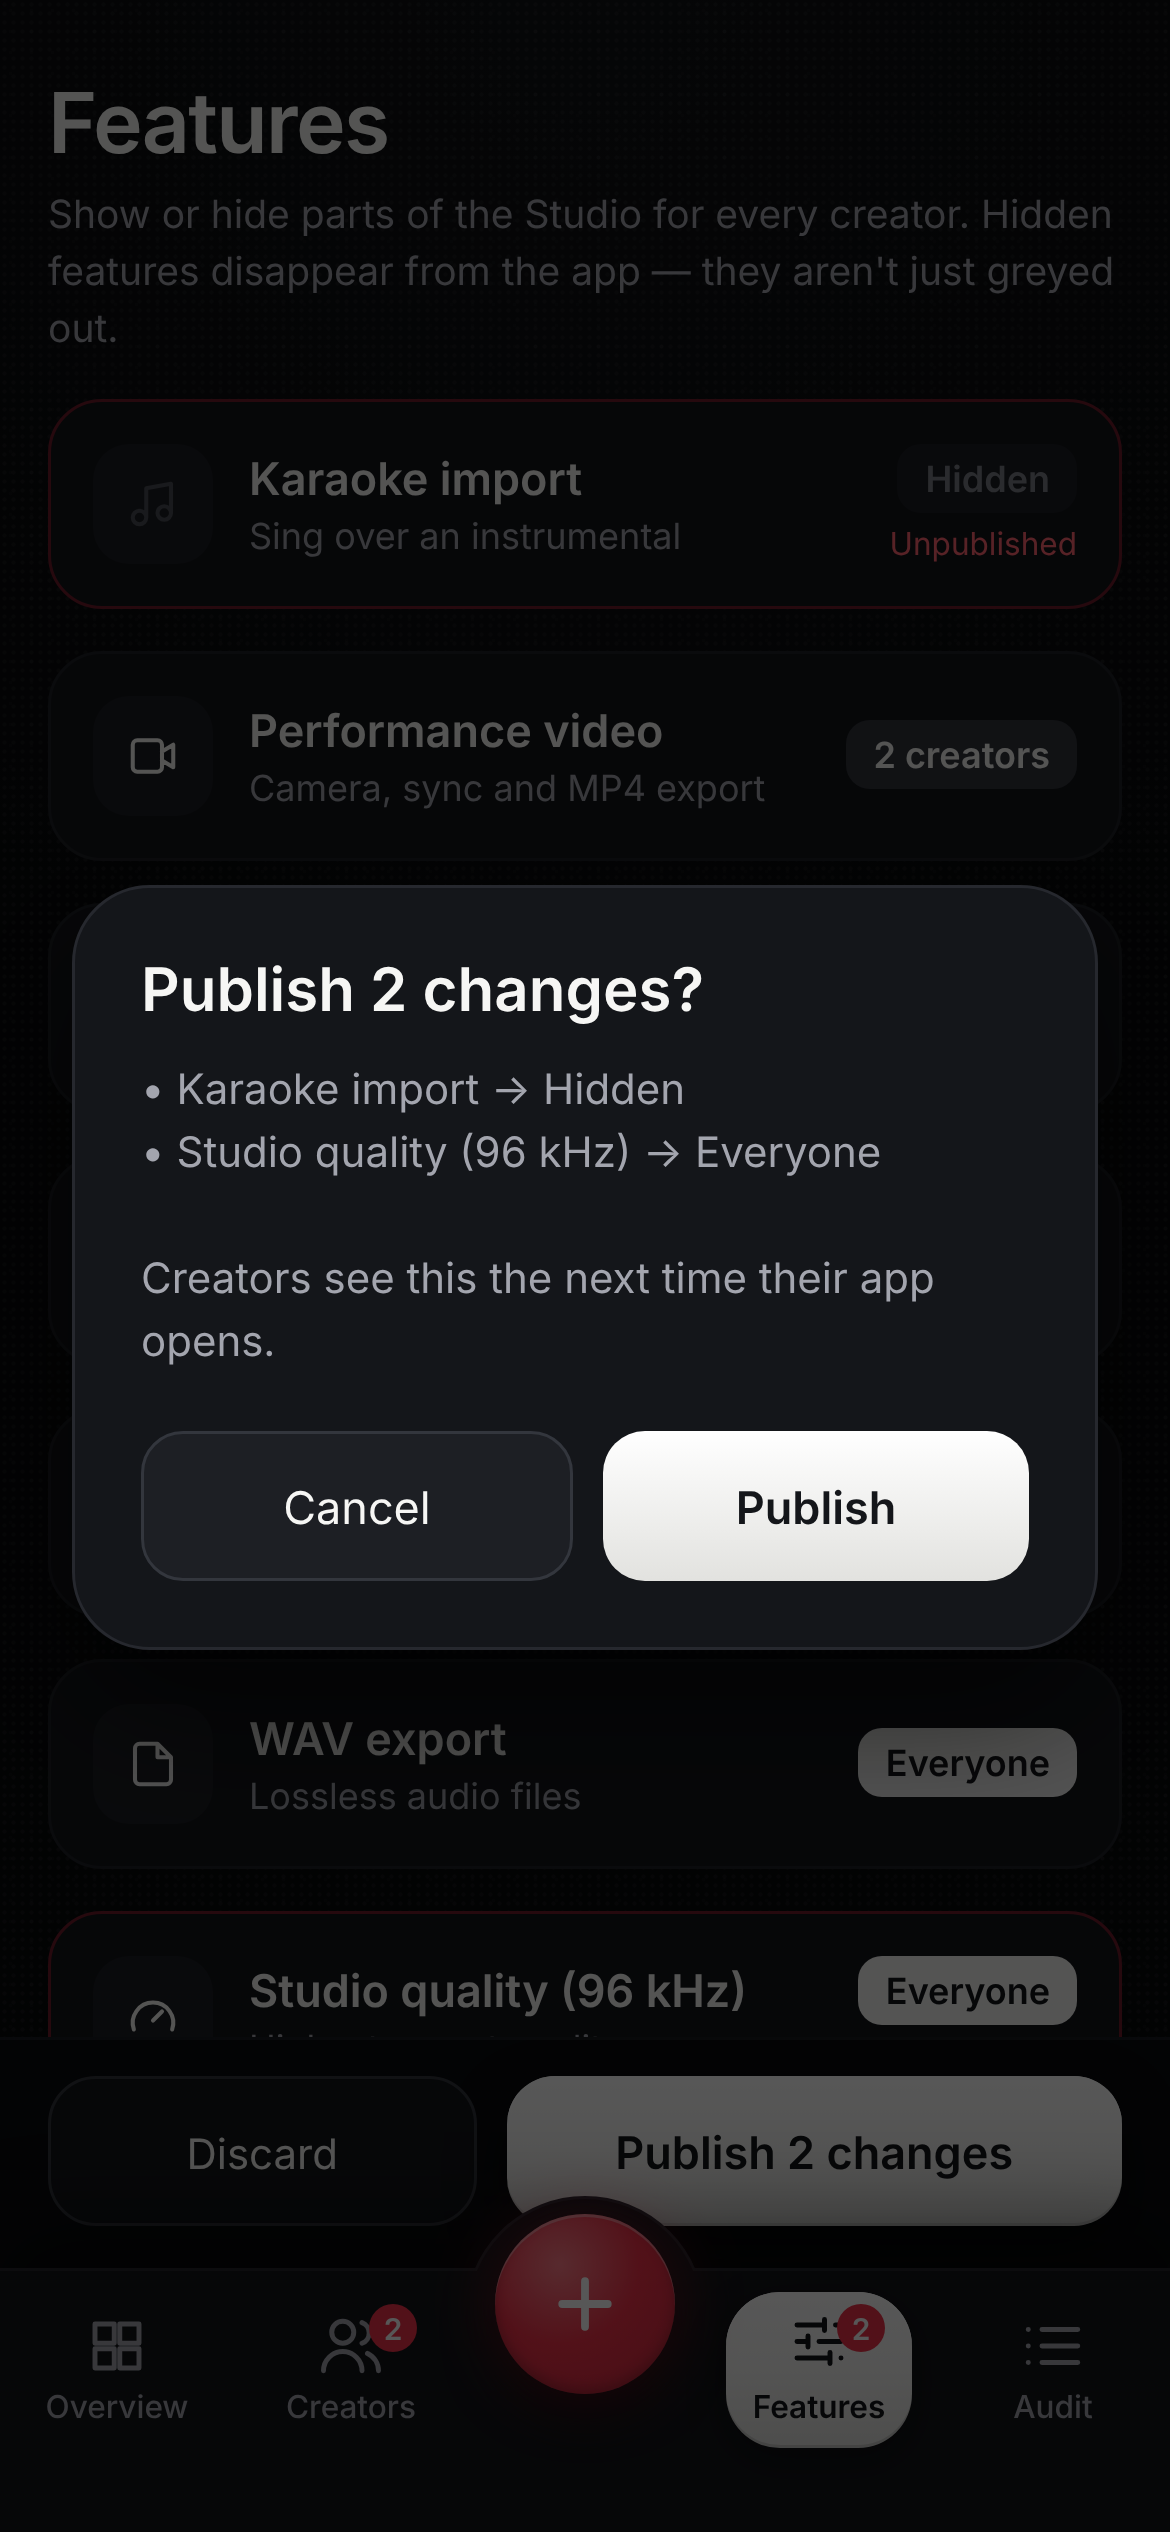 Features
Show or hide parts of the Studio for every creator. Hidden
features disappear from the app — they aren't just greyed
out.
Karaoke import
Hidden
Sing over an instrumental
Unpublished
Performance video
2 creators
Camera, sync and MP4 export
Publish 2 changes?
• Karaoke import → Hidden
• Studio quality (96 kHz) → Everyone
Creators see this the next time their app
opens.
Cancel
Publish
WAV export
Everyone
Lossless audio files
Studio quality (96 kHz)
Everyone
Discard
Publish 2 changes
2
2
Overview
Creators
Features
Audit